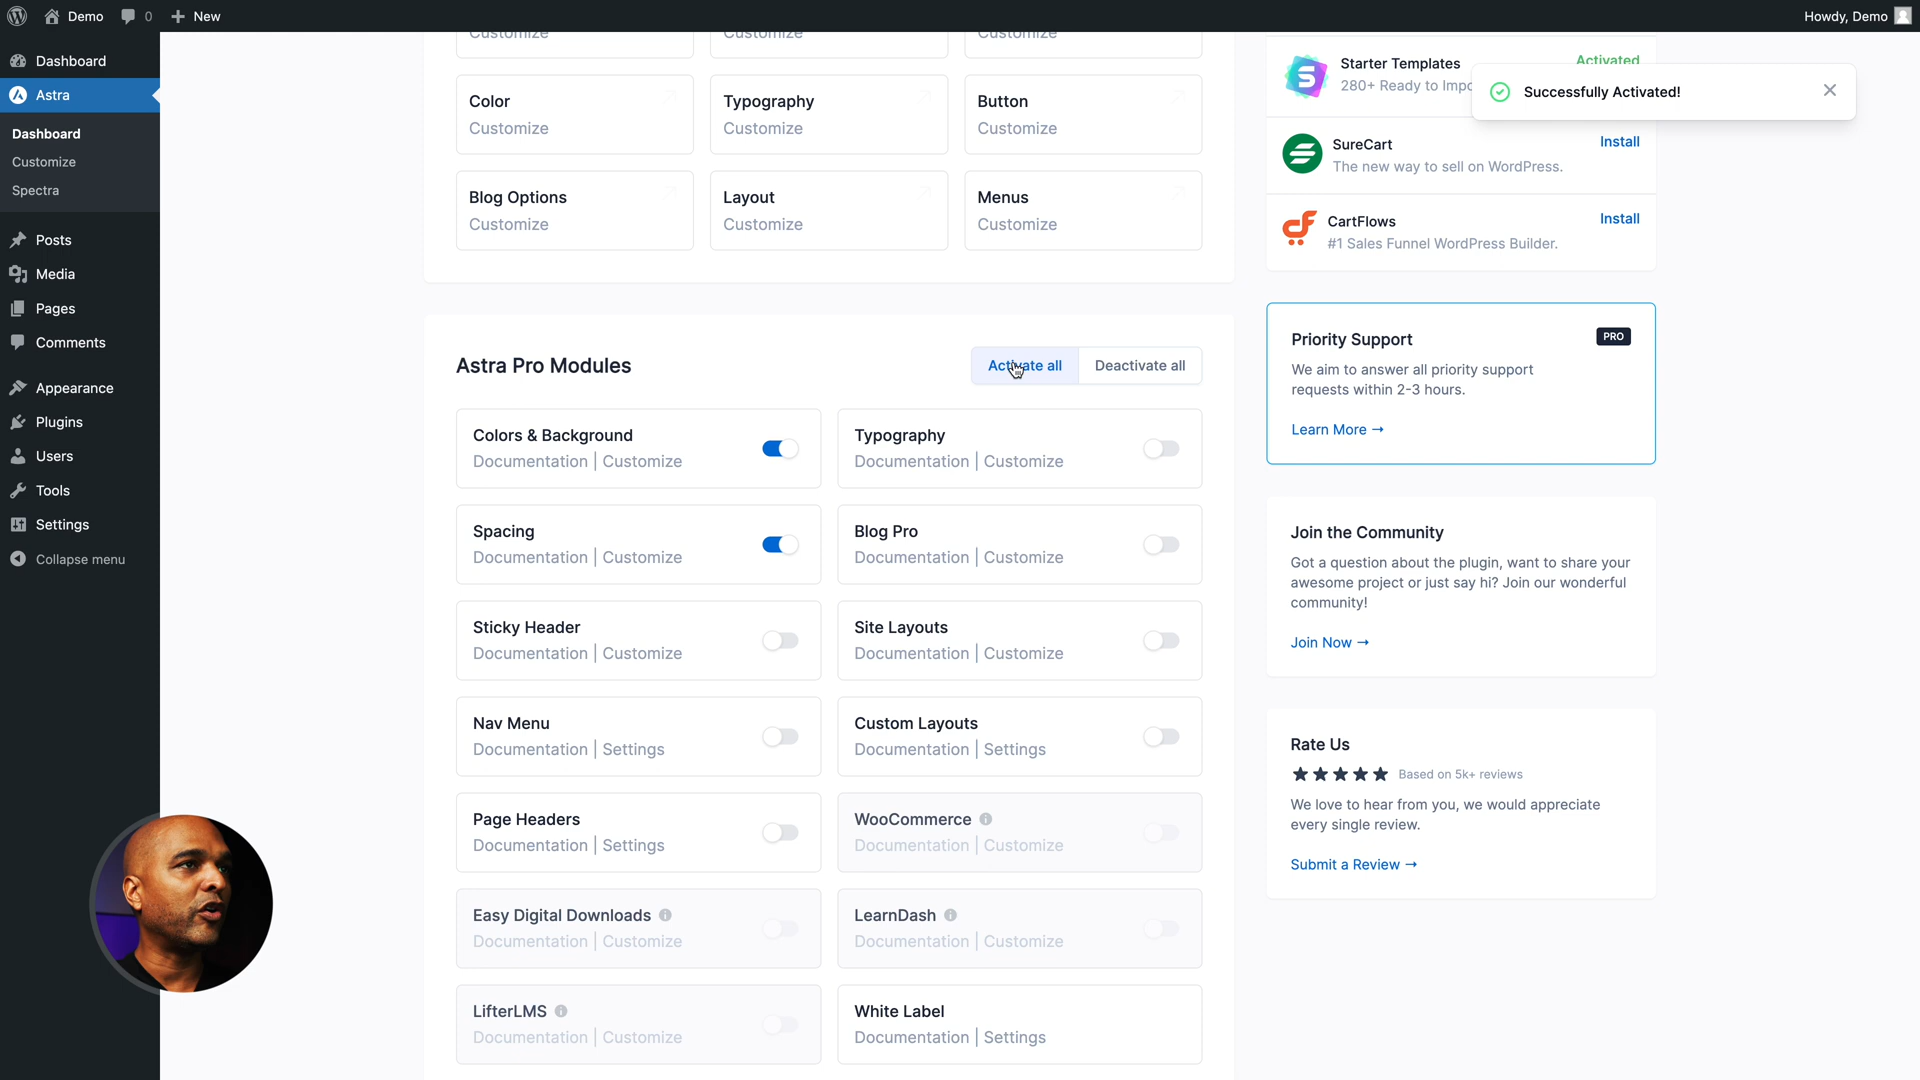 Demo
0
New
Howdy, Demo
Dashboard
Astra
Dashboard
Customize
Spectra
Posts
Media
Pages
Comments
Appearance
Plugins
Users
Tools
Settings
Collapse menu
Customize
Customize
Customize
Color
Customize
Typography
Customize
Button
Customize
Blog Options
Customize
Layout
Customize
Menus
Customize
Astra Pro Modules
Activate all
Deactivate all
Colors & Background
Documentation | Customize
Typography
Documentation | Customize
Spacing
Documentation | Customize
Blog Pro
Documentation | Customize
Sticky Header
Documentation | Customize
Site Layouts
Documentation | Customize
Nav Menu
Documentation | Settings
Custom Layouts
Documentation | Settings
Page Headers
Documentation | Settings
WooCommerce
Documentation | Customize
Easy Digital Downloads
Documentation | Customize
LearnDash
Documentation | Customize
LifterLMS
Documentation | Customize
White Label
Documentation | Settings
Starter Templates
Activated
280+ Ready to Impo
Successfully Activated!
SureCart
Install
The new way to sell on WordPress.
CartFlows
Install
#1 Sales Funnel WordPress Builder.
Priority Support
PRO
We aim to answer all priority support
requests within 2-3 hours.
Learn More →
Join the Community
Got a question about the plugin, want to share your
awesome project or just say hi? Join our wonderful
community!
Join Now →
Rate Us
Based on 5k+ reviews
We love to hear from you, we would appreciate
every single review.
Submit a Review →